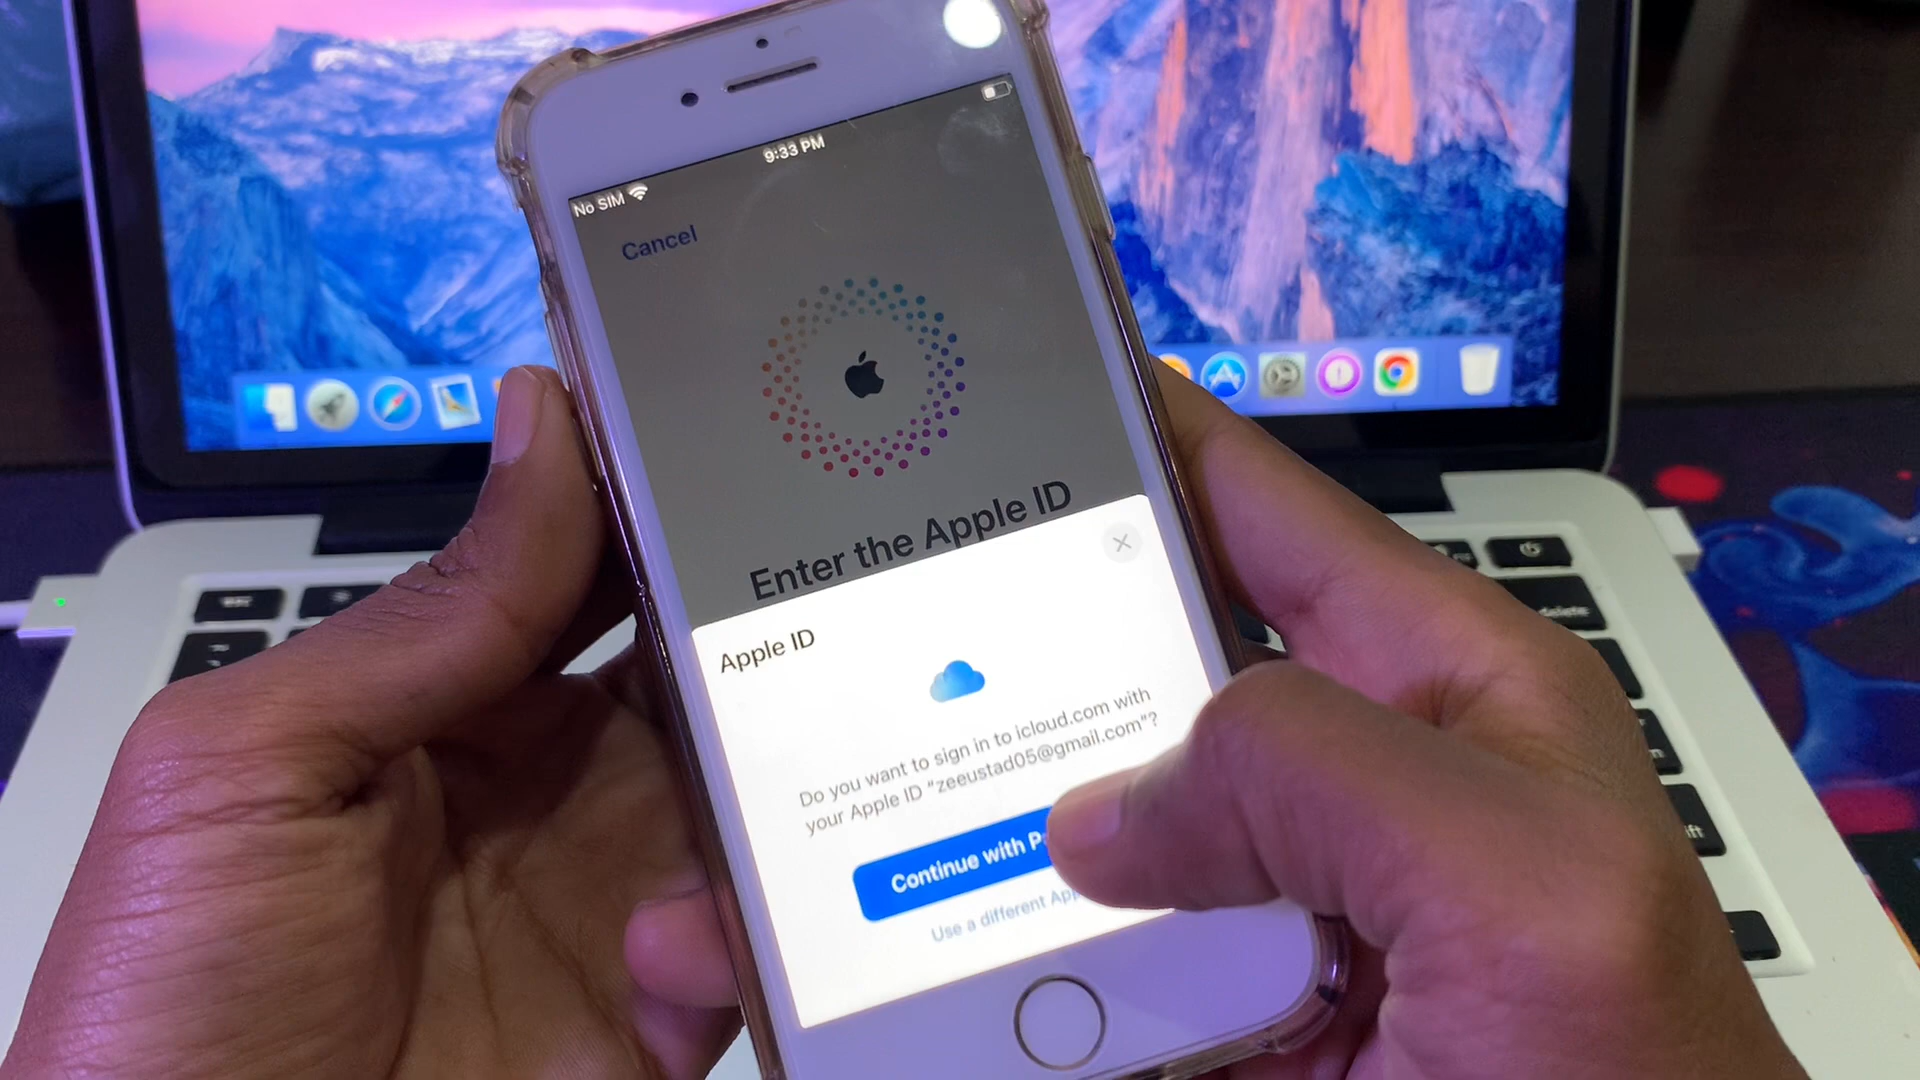 9:33 PM
No SIM
Cancel
Enter the Apple ID
Apple ID
Do you want to sign in to icloud.com with
your Apple ID "zeeustad05@gmail.com"?
Continue with
Use a different
delete